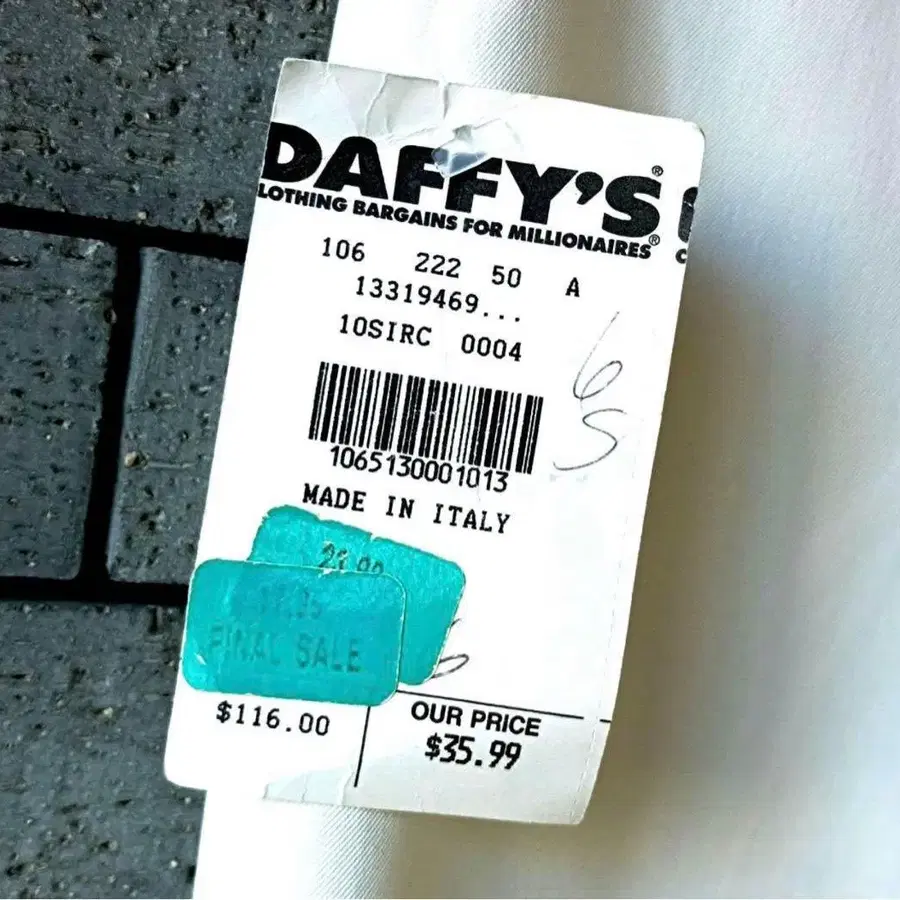 DAFFY'S®
LOTHING BARGAINS FOR MILLIONAIRES®
106 222 50 A
13319469...
10SIRC 0004
6
S
1065130001013
MADE IN ITALY
FINAL SALE
$116.00
OUR PRICE
$35.99